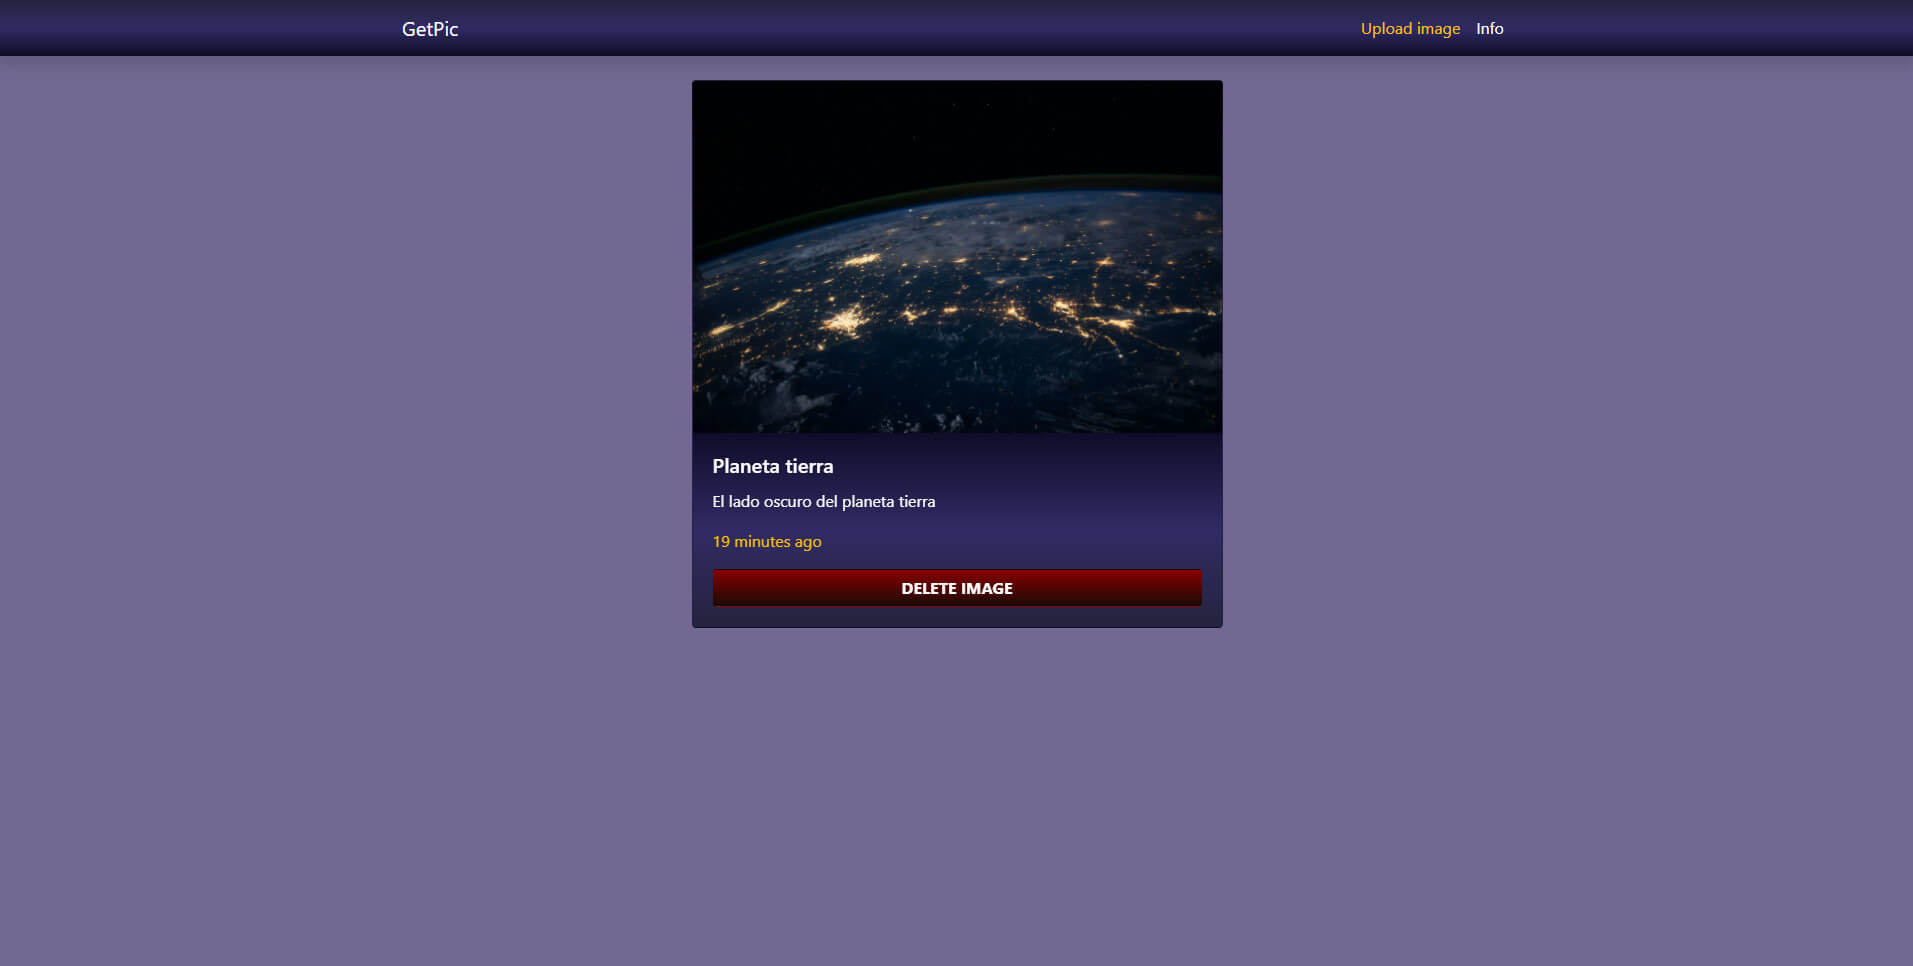 GetPic
Upload image
Info
Planeta tierra
El lado oscuro del planeta tierra
19 minutes ago
DELETE IMAGE